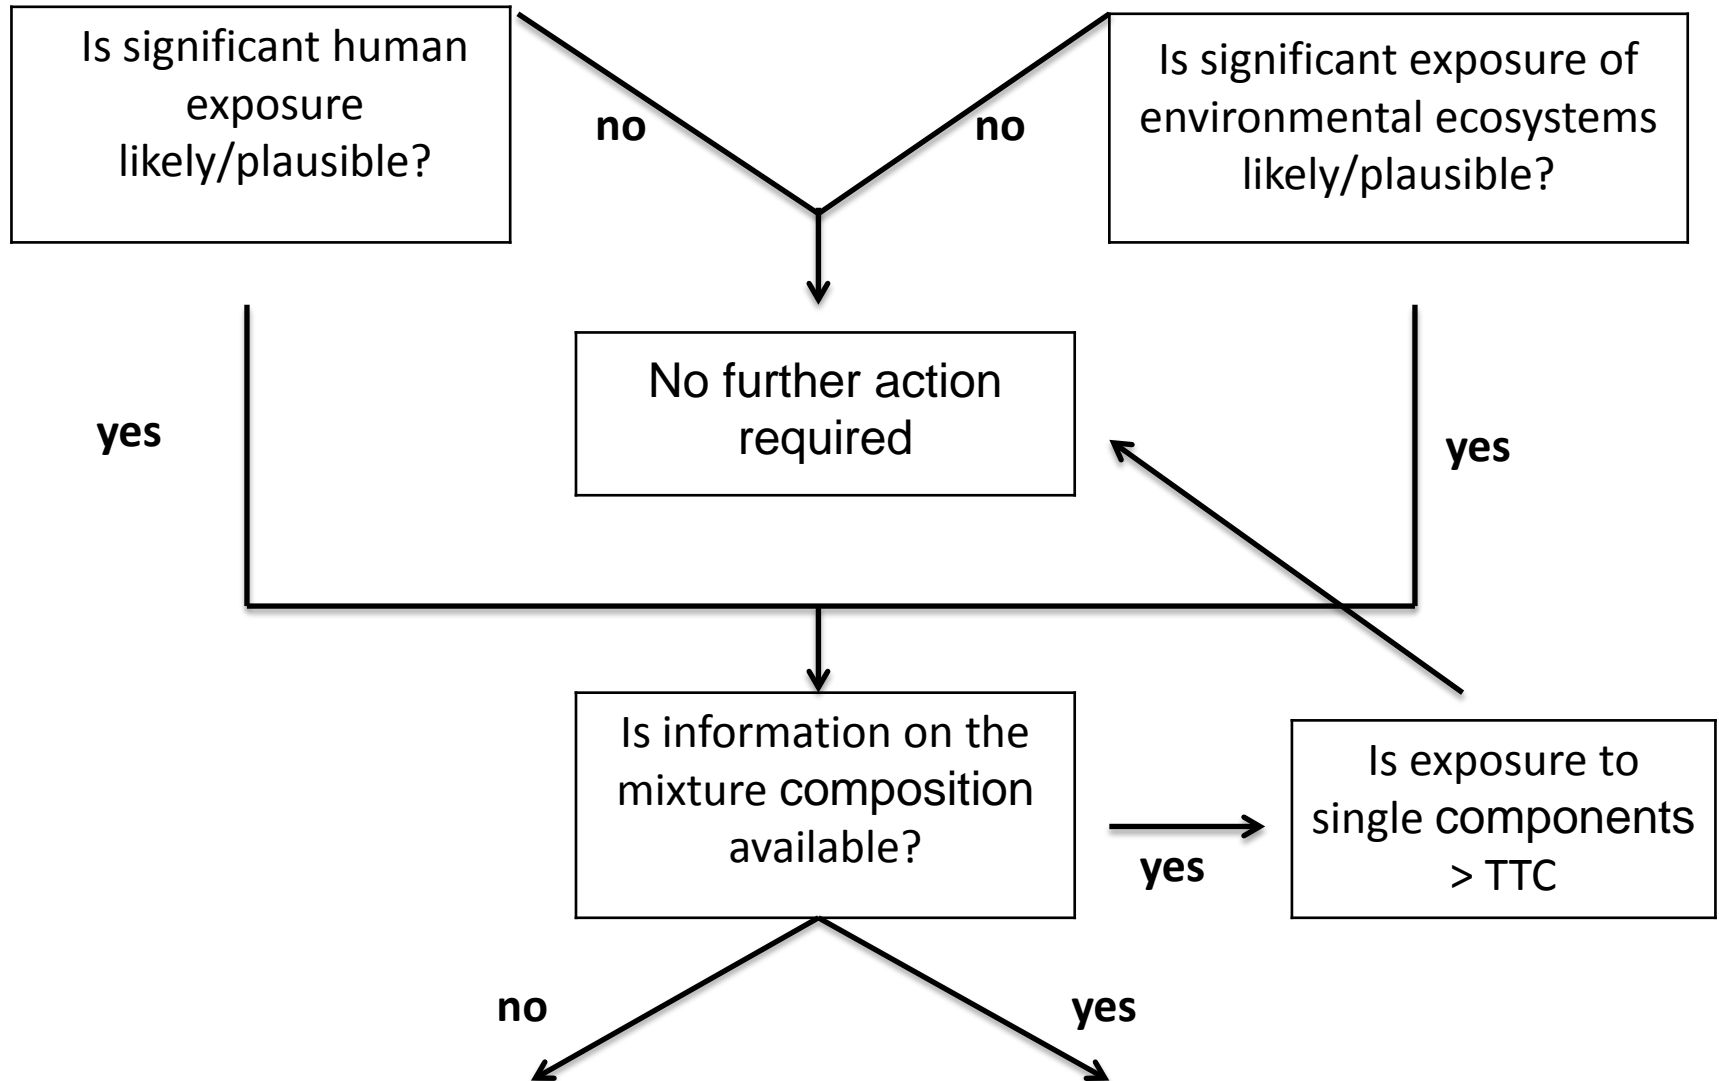 Is significant human
exposure
likely/plausible?
no
no
Is significant exposure of
environmental ecosystems
likely/plausible?
No further action
required
yes
yes
Is information on the
mixture composition
available?
yes
Is exposure to
single components
> TTC
no
yes